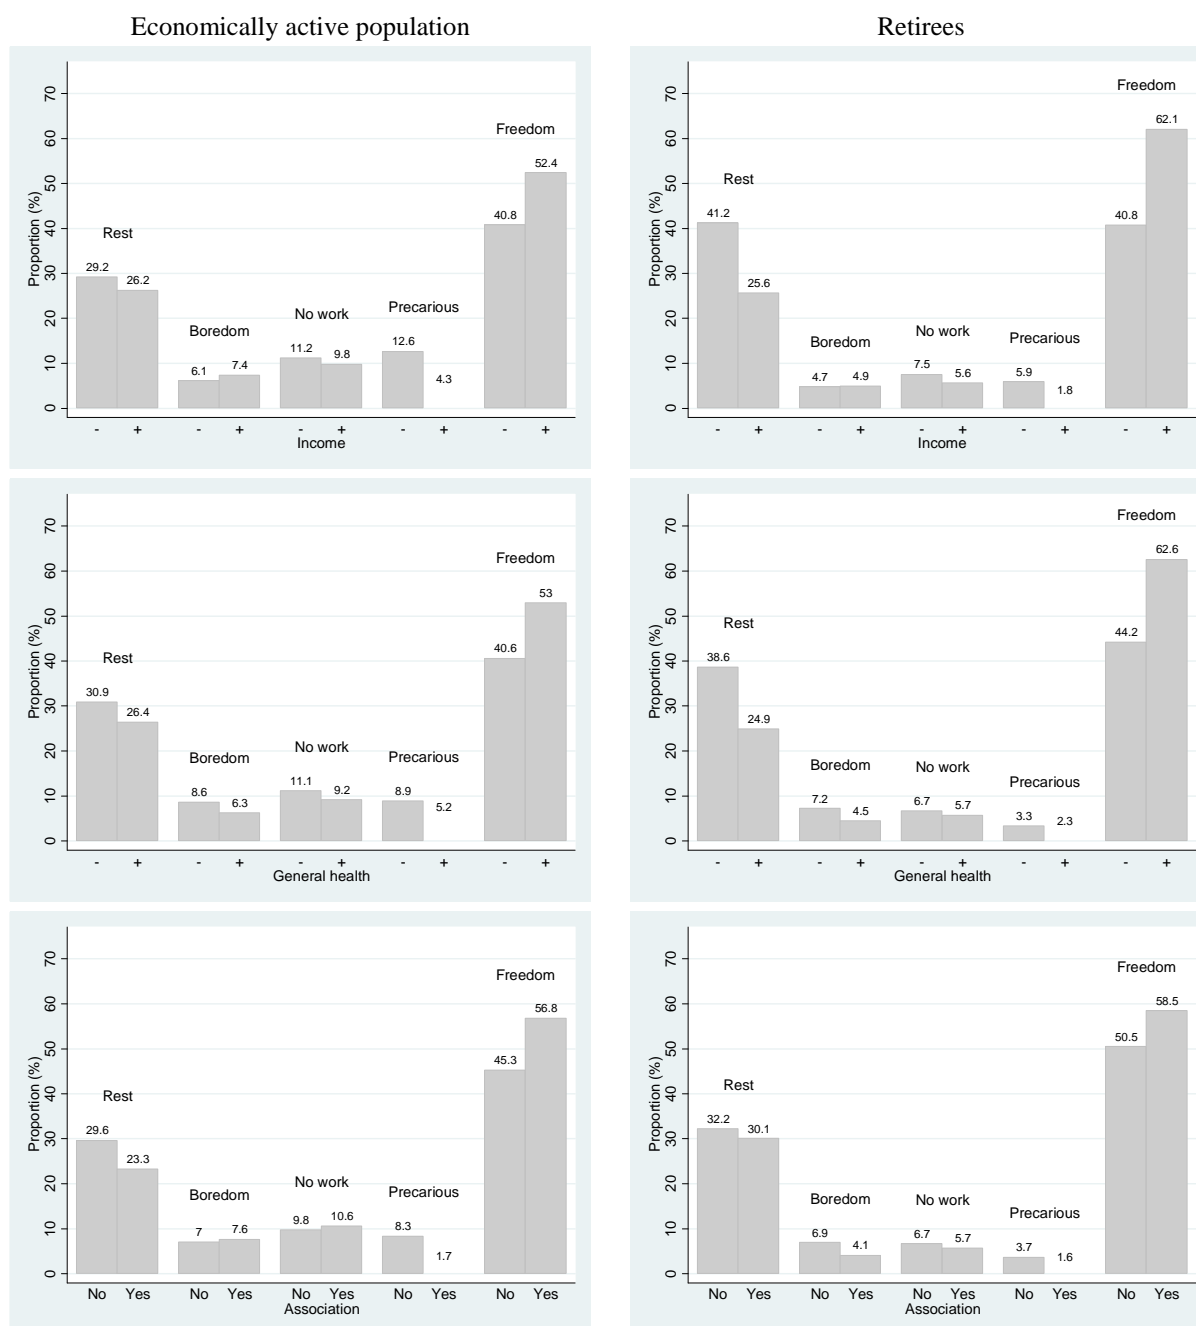 Economically active population
Retirees
Proportion (%)
0 10 20 30 40 50 60 70
Rest
29.2 26.2
Boredom
6.1 7.4
No work
11.2 9.8
Precarious
12.6 4.3
Freedom
40.8 52.4
- + - + - + - + - +
Income
Proportion (%)
0 10 20 30 40 50 60 70
Rest
41.2 25.6
Boredom
4.7 4.9
No work
7.5 5.6
Precarious
5.9 1.8
Freedom
40.8 62.1
- + - + - + - + - +
Income
Proportion (%)
0 10 20 30 40 50 60 70
Rest
30.9 26.4
Boredom
8.6 6.3
No work
11.1 9.2
Precarious
8.9 5.2
Freedom
40.6 53
- + - + - + - + - +
General health
Proportion (%)
0 10 20 30 40 50 60 70
Rest
38.6 24.9
Boredom
7.2 4.5
No work
6.7 5.7
Precarious
3.3 2.3
Freedom
44.2 62.6
- + - + - + - + - +
General health
Proportion (%)
0 10 20 30 40 50 60 70
Rest
29.6 23.3
Boredom
7 7.6
No work
9.8 10.6
Precarious
8.3 1.7
Freedom
45.3 56.8
No Yes No Yes No Yes No Yes No Yes
Association
Proportion (%)
0 10 20 30 40 50 60 70
Rest
32.2 30.1
Boredom
6.9 4.1
No work
6.7 5.7
Precarious
3.7 1.6
Freedom
50.5 58.5
No Yes No Yes No Yes No Yes No Yes
Association